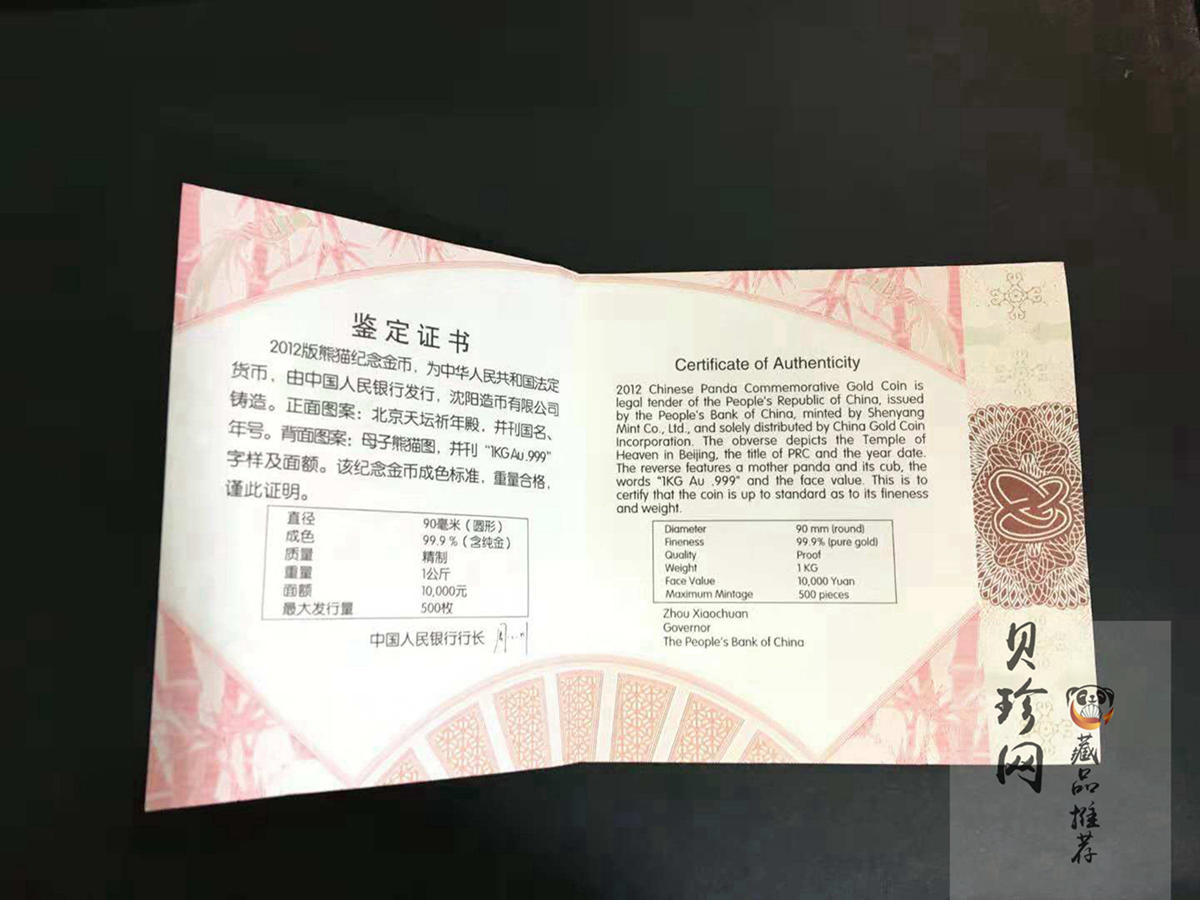 鉴定证书
2012版熊猫纪念金币，为中华人民共和国法定
货币，由中国人民银行发行，沈阳造币有限公司
铸造。正面图案：北京天坛祈年殿，并刊国名、
年号。背面图案：母子熊猫图，并刊“1KG Au .999”
字样及面额。该纪念金币成色标准，重量合格，
谨此证明。
直径 90毫米（圆形）
成色 99.9％（含纯金）
质量 精制
重量 1公斤
面额 10,000元
最大发行量 500枚
中国人民银行行长
Certificate of Authenticity
2012 Chinese Panda Commemorative Gold Coin is
legal tender of the People's Republic of China, issued
by the People's Bank of China, minted by Shenyang
Mint Co., Ltd., and solely distributed by China Gold Coin
Incorporation. The obverse depicts the Temple of
Heaven in Beijing, the title of PRC and the year date.
The reverse features a mother panda and its cub, the
words "1KG Au .999" and the face value. This is to
certify that the coin is up to standard as to its fineness
and weight.
Diameter 90 mm (round)
Fineness 99.9% (pure gold)
Quality Proof
Weight 1 KG
Face Value 10,000 Yuan
Maximum Mintage 500 pieces
Zhou Xiaochuan
Governor
The People's Bank of China
贝珍网
藏品推荐